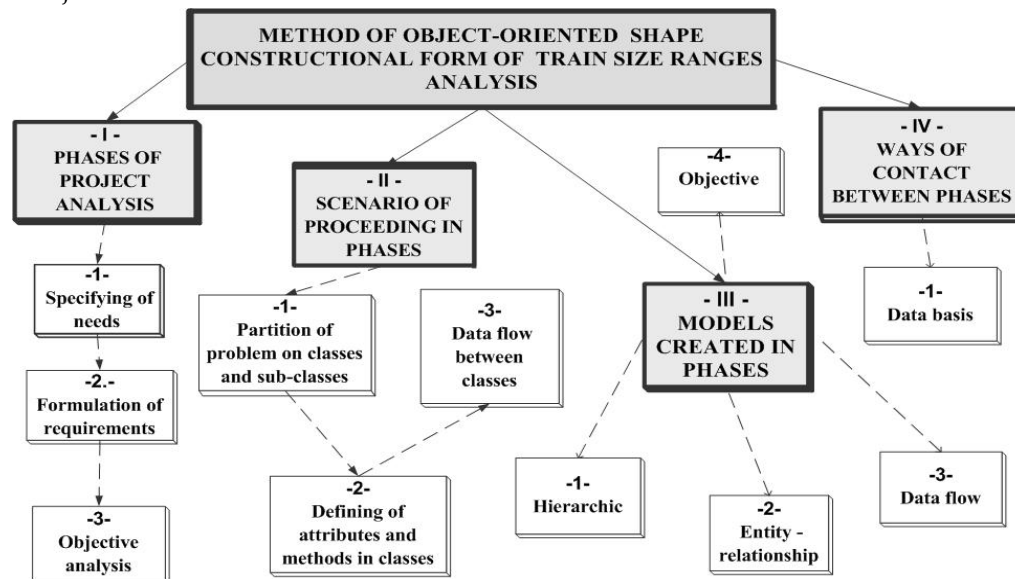 METHOD OF OBJECT-ORIENTED SHAPE
CONSTRUCTIONAL FORM OF TRAIN SIZE RANGES
ANALYSIS
- I -
PHASES OF
PROJECT
ANALYSIS
-1-
Specifying of
needs
-2.-
Formulation of
requirements
-3-
Objective
analysis
- II -
SCENARIO OF
PROCEEDING IN
PHASES
-1-
Partition of
problem on classes
and sub-classes
-2-
Defining of
attributes and
methods in classes
-3-
Data flow
between
classes
-4-
Objective
- III -
MODELS
CREATED IN
PHASES
-1-
Hierarchic
-2-
Entity -
relationship
-3-
Data flow
- IV -
WAYS OF
CONTACT
BETWEEN PHASES
-1-
Data basis